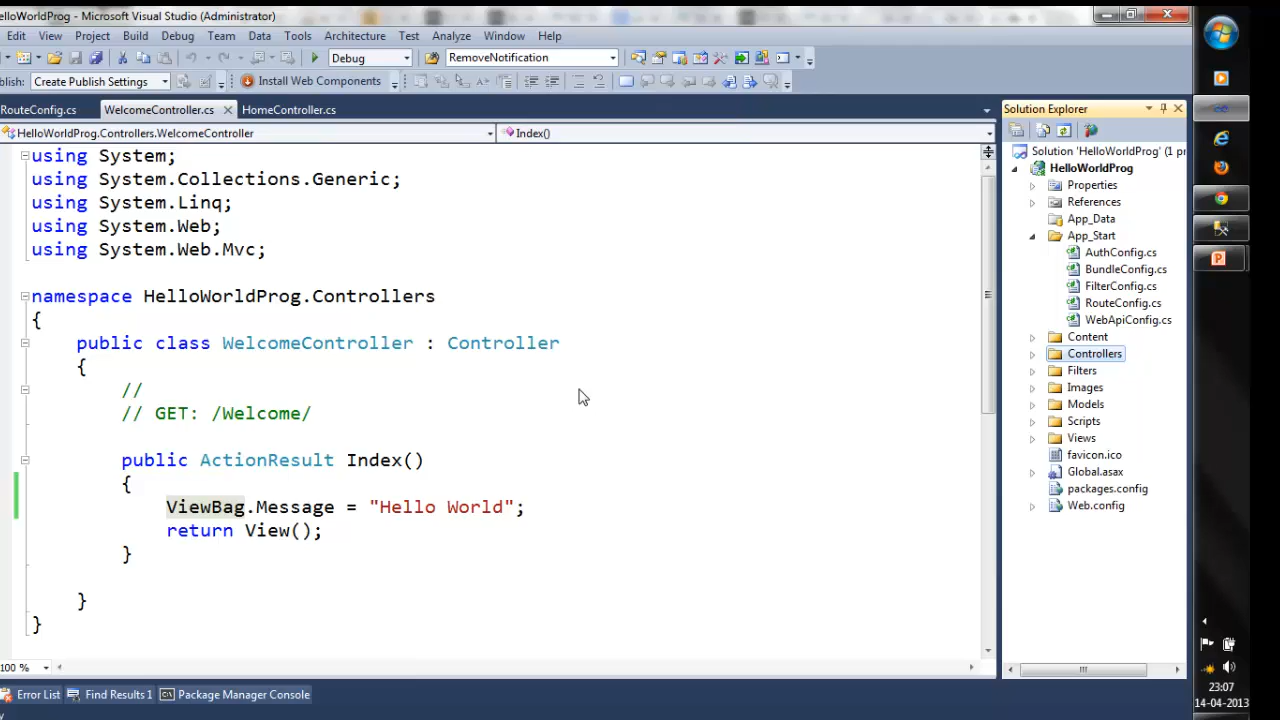 elloWorldProg - Microsoft Visual Studio (Administrator)
Edit View Project Build Debug Team Data Tools Architecture Test Analyze Window Help
Debug RemoveNotification
blish: Create Publish Settings Install Web Components
RouteConfig.cs WelcomeController.cs HomeController.cs
HelloWorldProg.Controllers.WelcomeController Index()
using System;
using System.Collections.Generic;
using System.Linq;
using System.Web;
using System.Web.Mvc;
namespace HelloWorldProg.Controllers
{
public class WelcomeController : Controller
{
//
// GET: /Welcome/
public ActionResult Index()
{
ViewBag.Message = "Hello World";
return View();
}
}
}
100 %
Error List Find Results 1 Package Manager Console
Solution Explorer
Solution 'HelloWorldProg' (1 pr
HelloWorldProg
Properties
References
App_Data
App_Start
AuthConfig.cs
BundleConfig.cs
FilterConfig.cs
RouteConfig.cs
WebApiConfig.cs
Content
Controllers
Filters
Images
Models
Scripts
Views
favicon.ico
Global.asax
packages.config
Web.config
23:07
14-04-2013